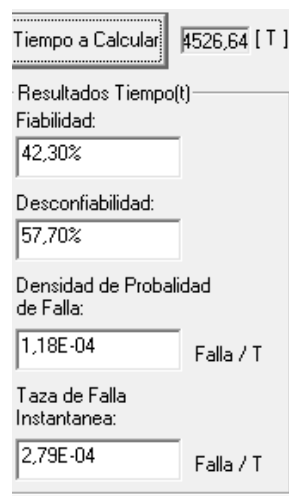 Tiempo a Calcular 4526,64 [ T ]
Resultados Tiempo(t)
Fiabilidad:
42,30%
Desconfiabilidad:
57,70%
Densidad de Probalidad
de Falla:
1,18E-04 Falla / T
Taza de Falla
Instantanea:
2,79E-04 Falla / T